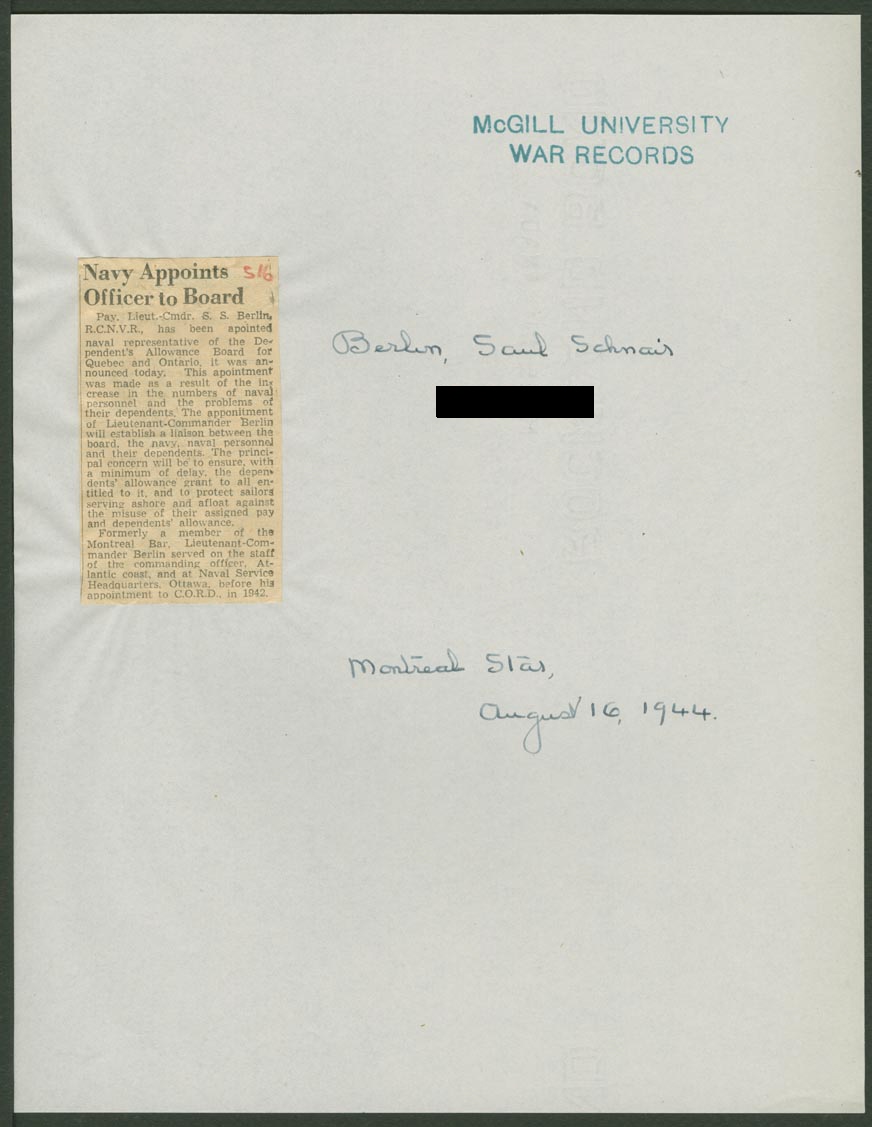 McGILL UNIVERSITY
WAR RECORDS
Navy Appoints 516
Officer to Board
Pay. Lieut.-Cmdr. S. S. Berlin,
R.C.N.V.R., has been apointed
naval representative of the De-
pendent's Allowance Board for
Quebec and Ontario, it was an-
nounced today. This apointment
was made as a result of the in-
crease in the numbers of naval
personnel and the problems of
their dependents. The apponitment
of Lieutenant-Commander Berlin
will establish a liaison between the
board, the navy, naval personnel
and their dependents. The princi-
pal concern will be to ensure, with
a minimum of delay, the depen-
dents' allowance grant to all en-
titled to it, and to protect sailors
serving ashore and afloat against
the misuse of their assigned pay
and dependents' allowance.
Formerly a member of the
Montreal Bar, Lieutenant-Com-
mander Berlin served on the staff
of the commanding officer, At-
lantic coast, and at Naval Service
Headquarters, Ottawa, before his
appointment to C.O.R.D., in 1942.
Berlin, Saul Schnair
Montreal Star,
August 16, 1944.